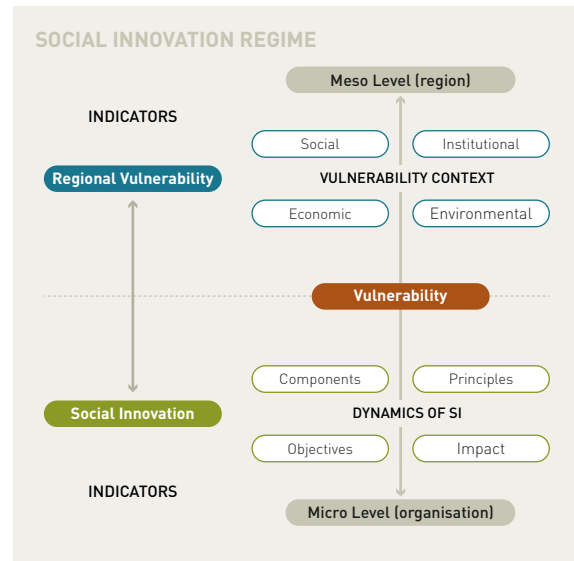 SOCIAL INNOVATION REGIME
Meso Level (region)
INDICATORS
Social
Institutional
Regional Vulnerability
VULNERABILITY CONTEXT
Economic
Environmental
Vulnerability
Components
Principles
Social Innovation
DYNAMICS OF SI
Objectives
Impact
INDICATORS
Micro Level (organisation)